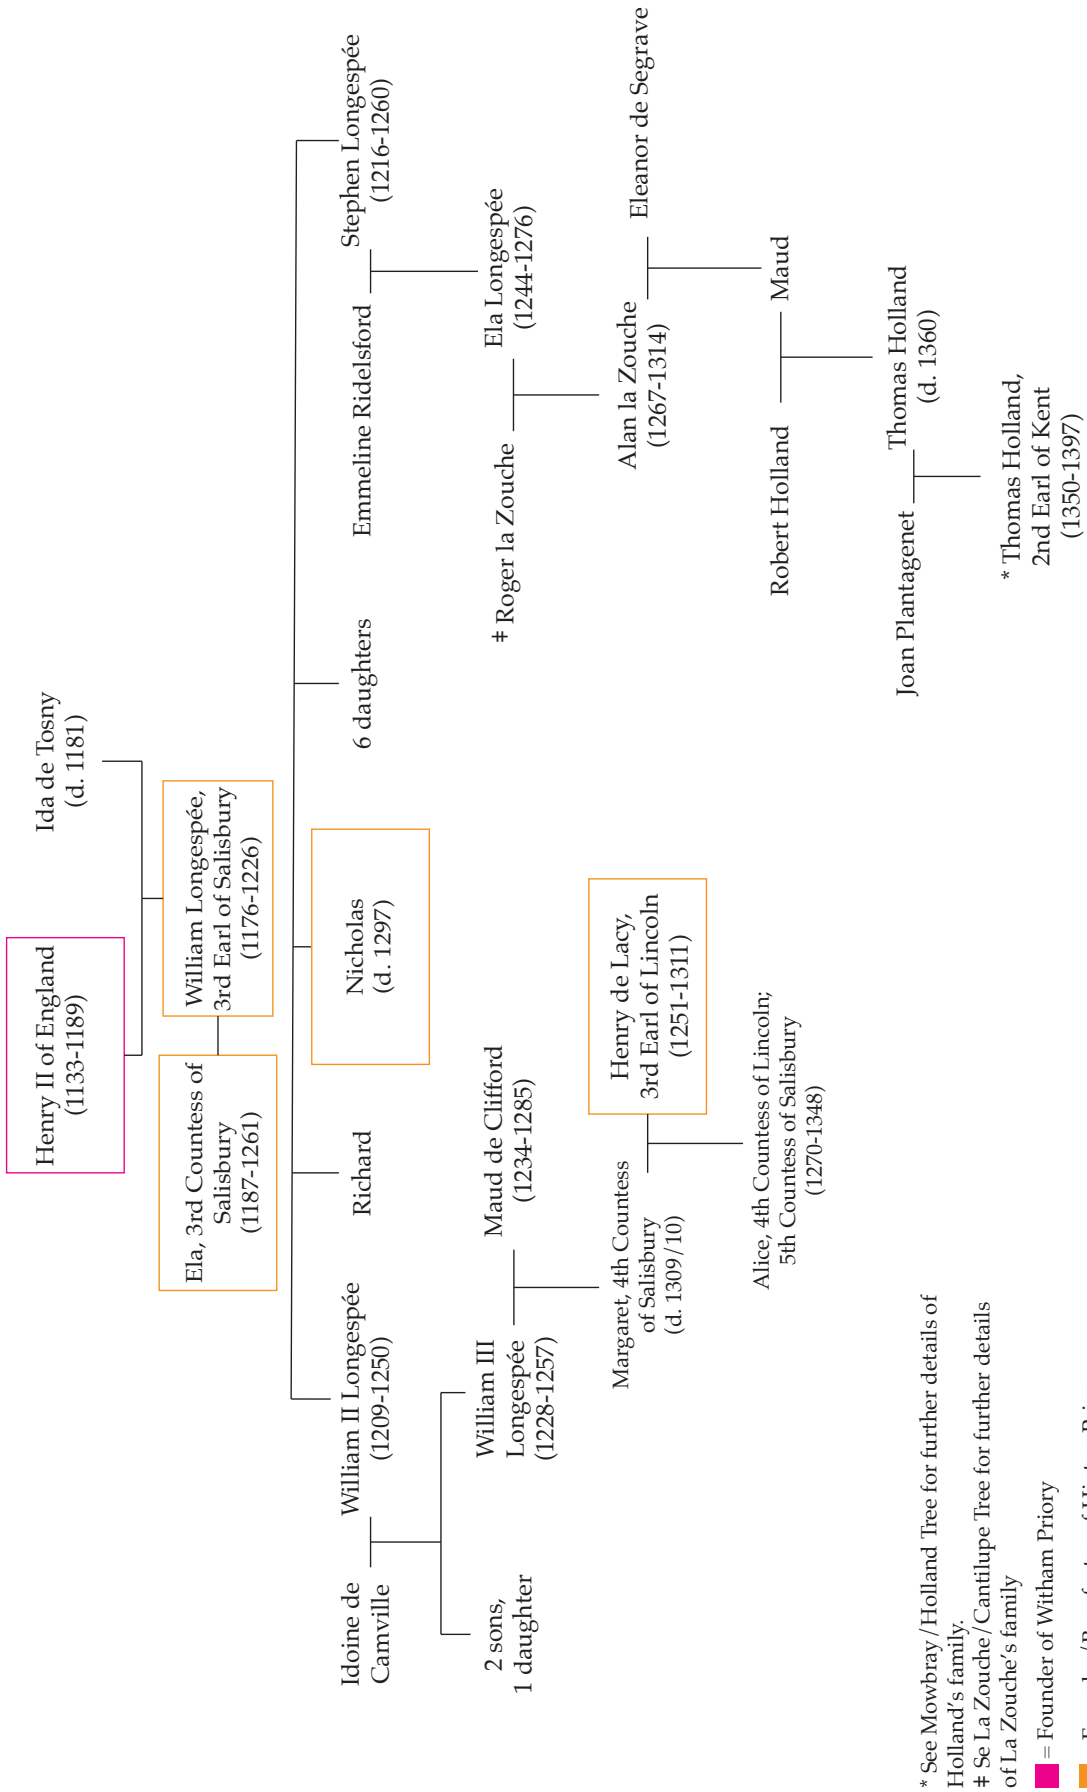 Henry II of England
(1133-1189)
Ida de Tosny
(d. 1181)
Ela, 3rd Countess of
Salisbury
(1187-1261)
William Longespée,
3rd Earl of Salisbury
(1176-1226)
Idoine de
Camville
William II Longespée
(1209-1250)
Richard
Nicholas
(d. 1297)
6 daughters
Emmeline Ridelsford
Stephen Longespée
(1216-1260)
2 sons,
1 daughter
William III
Longespée
(1228-1257)
Maud de Clifford
(1234-1285)
ǂ Roger la Zouche
Ela Longespée
(1244-1276)
Margaret, 4th Countess
of Salisbury
(d. 1309/10)
Henry de Lacy,
3rd Earl of Lincoln
(1251-1311)
Alan la Zouche
(1267-1314)
Eleanor de Segrave
Alice, 4th Countess of Lincoln;
5th Countess of Salisbury
(1270-1348)
Robert Holland
Maud
Joan Plantagenet
Thomas Holland
(d. 1360)
* Thomas Holland,
2nd Earl of Kent
(1350-1397)
* See Mowbray/Holland Tree for further details of
Holland's family.
ǂ Se La Zouche/Cantilupe Tree for further details
of La Zouche's family
= Founder of Witham Priory